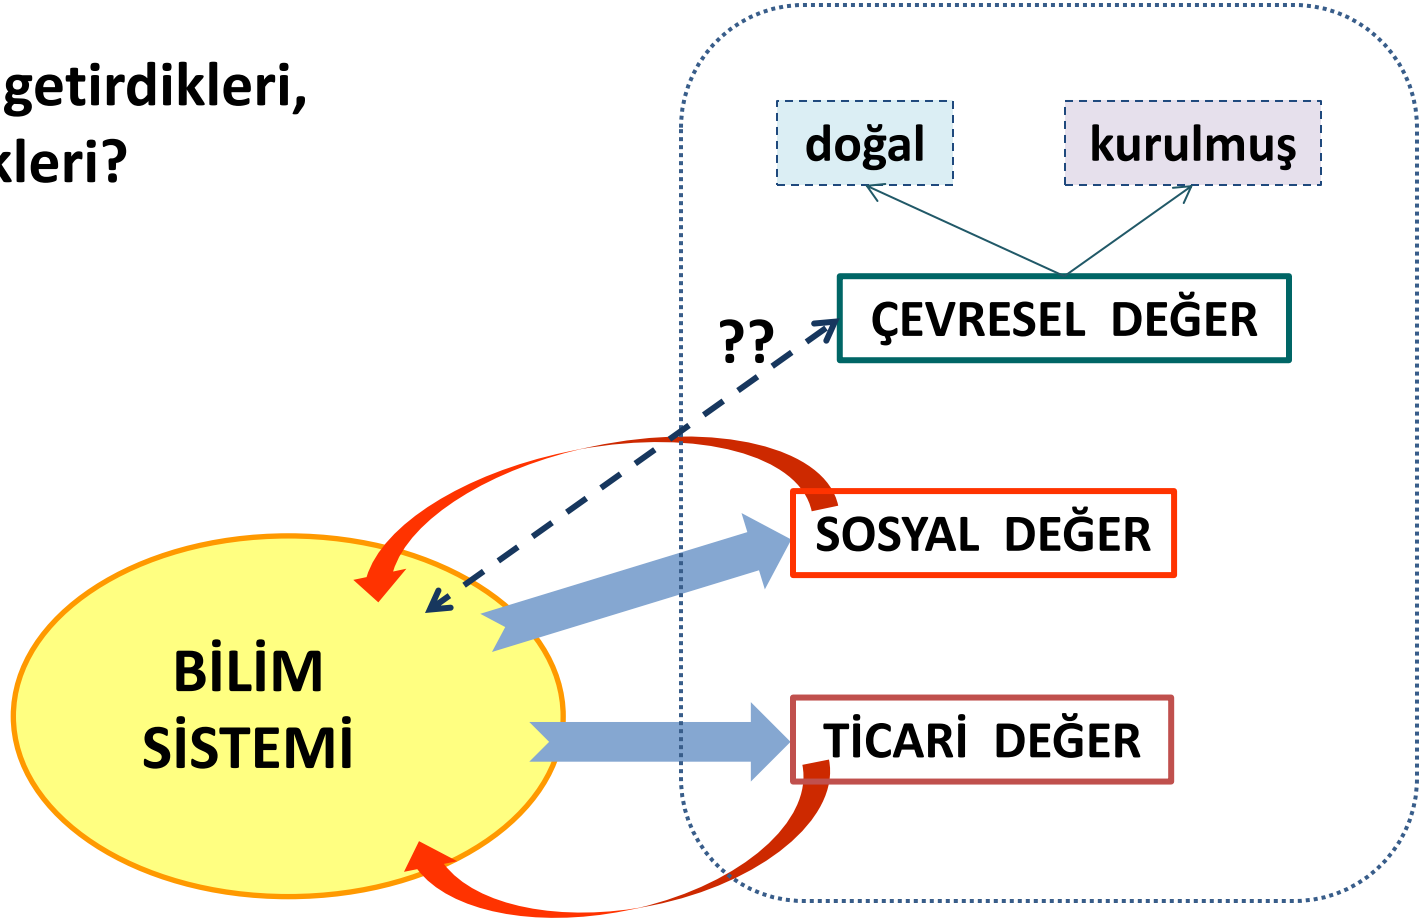 getirdikleri,
kleri?
doğal
kurulmuş
ÇEVRESEL DEĞER
??
SOSYAL DEĞER
BİLİM
SİSTEMİ
TİCARİ DEĞER